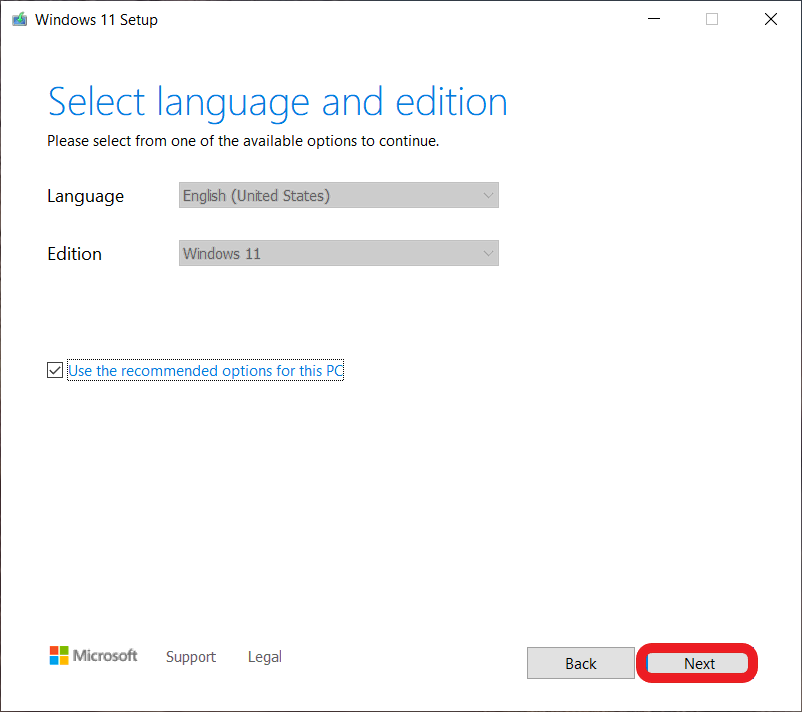 Windows 11 Setup
Select language and edition
Please select from one of the available options to continue.
Language English (United States)
Edition Windows 11
Use the recommended options for this PC
Microsoft Support Legal Back Next